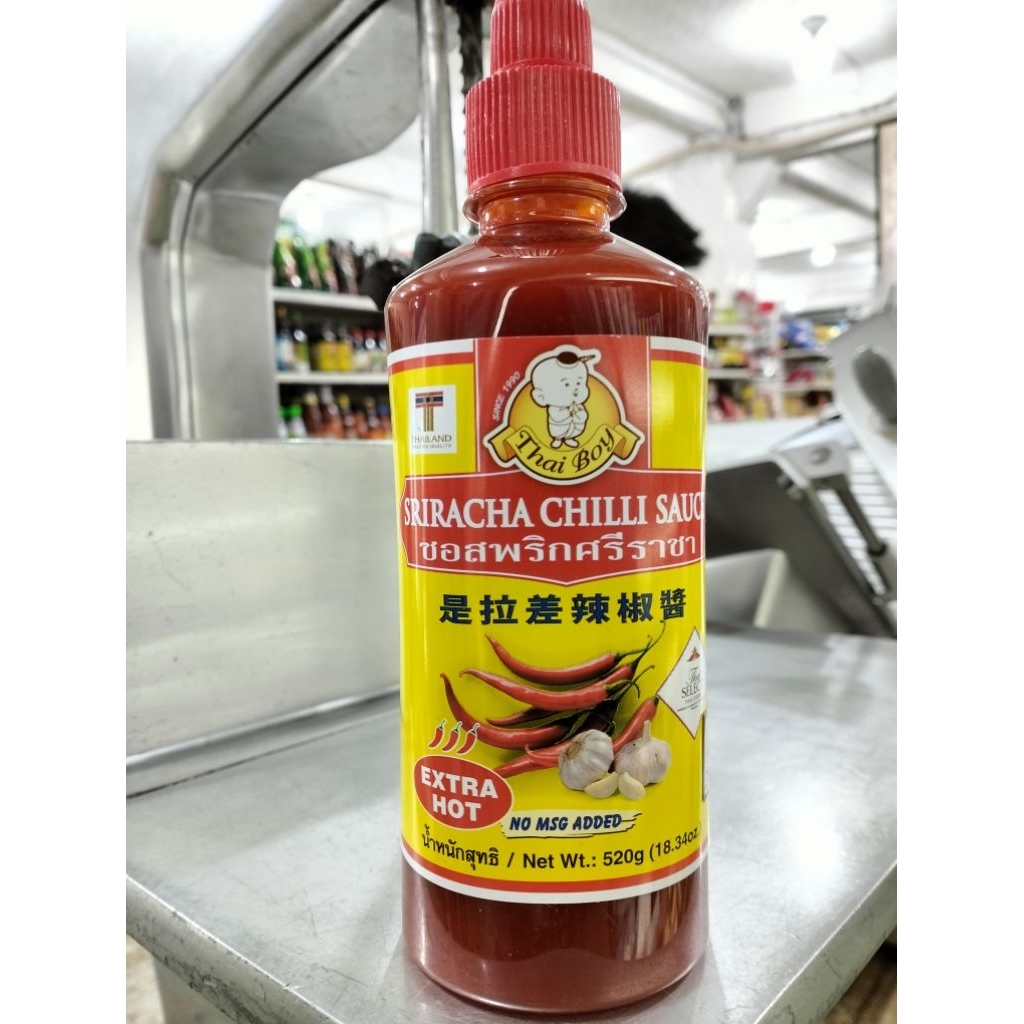 SINCE 1990
Thai Boy
THAILAND
SRIRACHA CHILLI SAUC
ซอสพริกศรีราชา
是拉差辣椒醬
Thai
SELEC
EXTRA
HOT
NO MSG ADDED
น้ำหนักสุทธิ / Net Wt.: 520g (18.34oz.